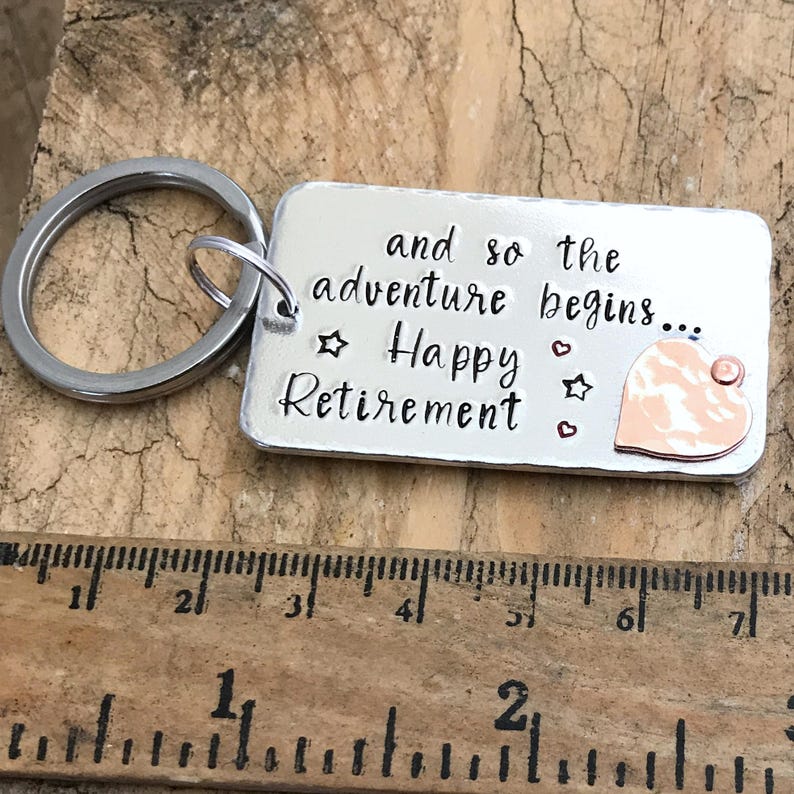 and so the
adventure begins...
Happy
Retirement
1 2 3 4 5 6 7
1 2